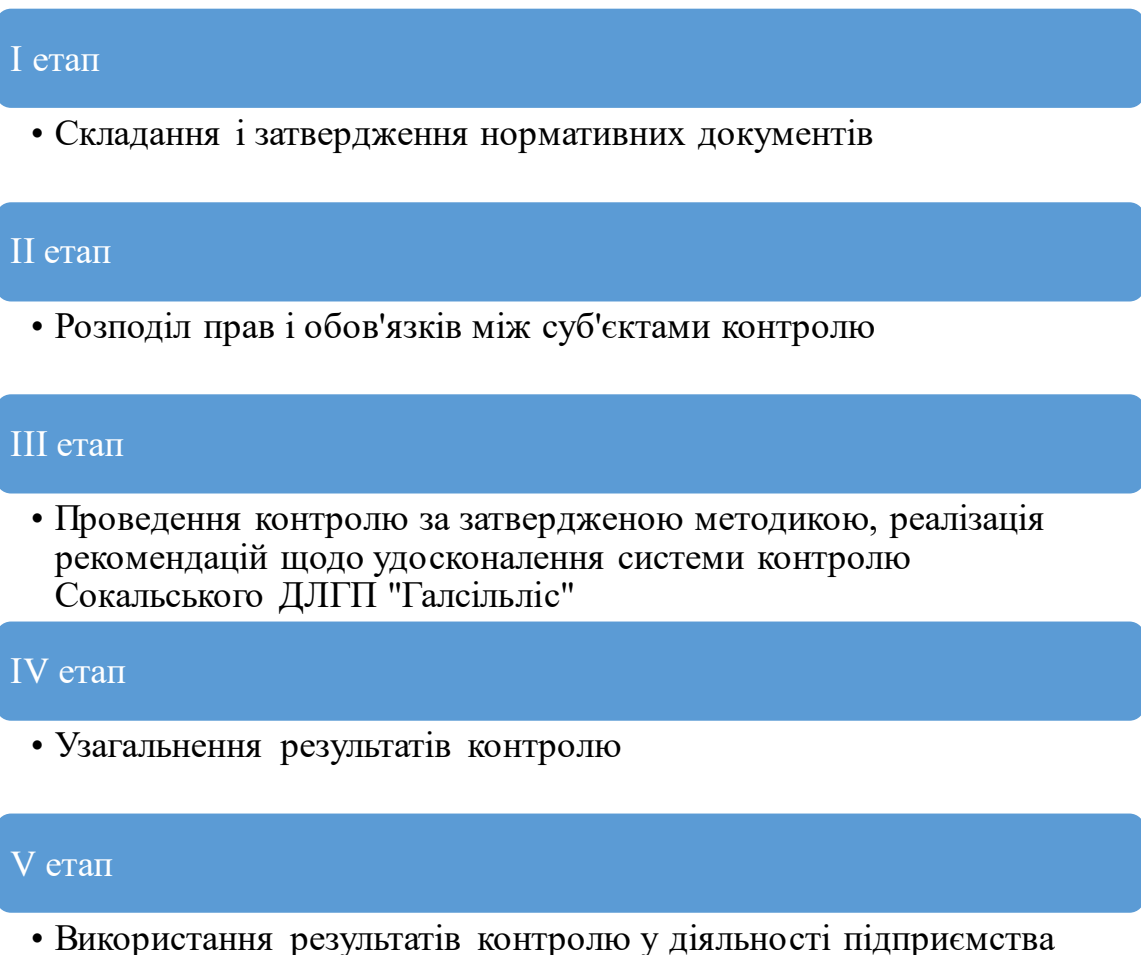 I етап
• Складання і затвердження нормативних документів
II етап
• Розподіл прав і обов'язків між суб'єктами контролю
III етап
• Проведення контролю за затвердженою методикою, реалізація
рекомендацій щодо удосконалення системи контролю
Сокальського ДЛГП "Галсільліс"
IV етап
• Узагальнення результатів контролю
V етап
• Використання результатів контролю у діяльності підприємства